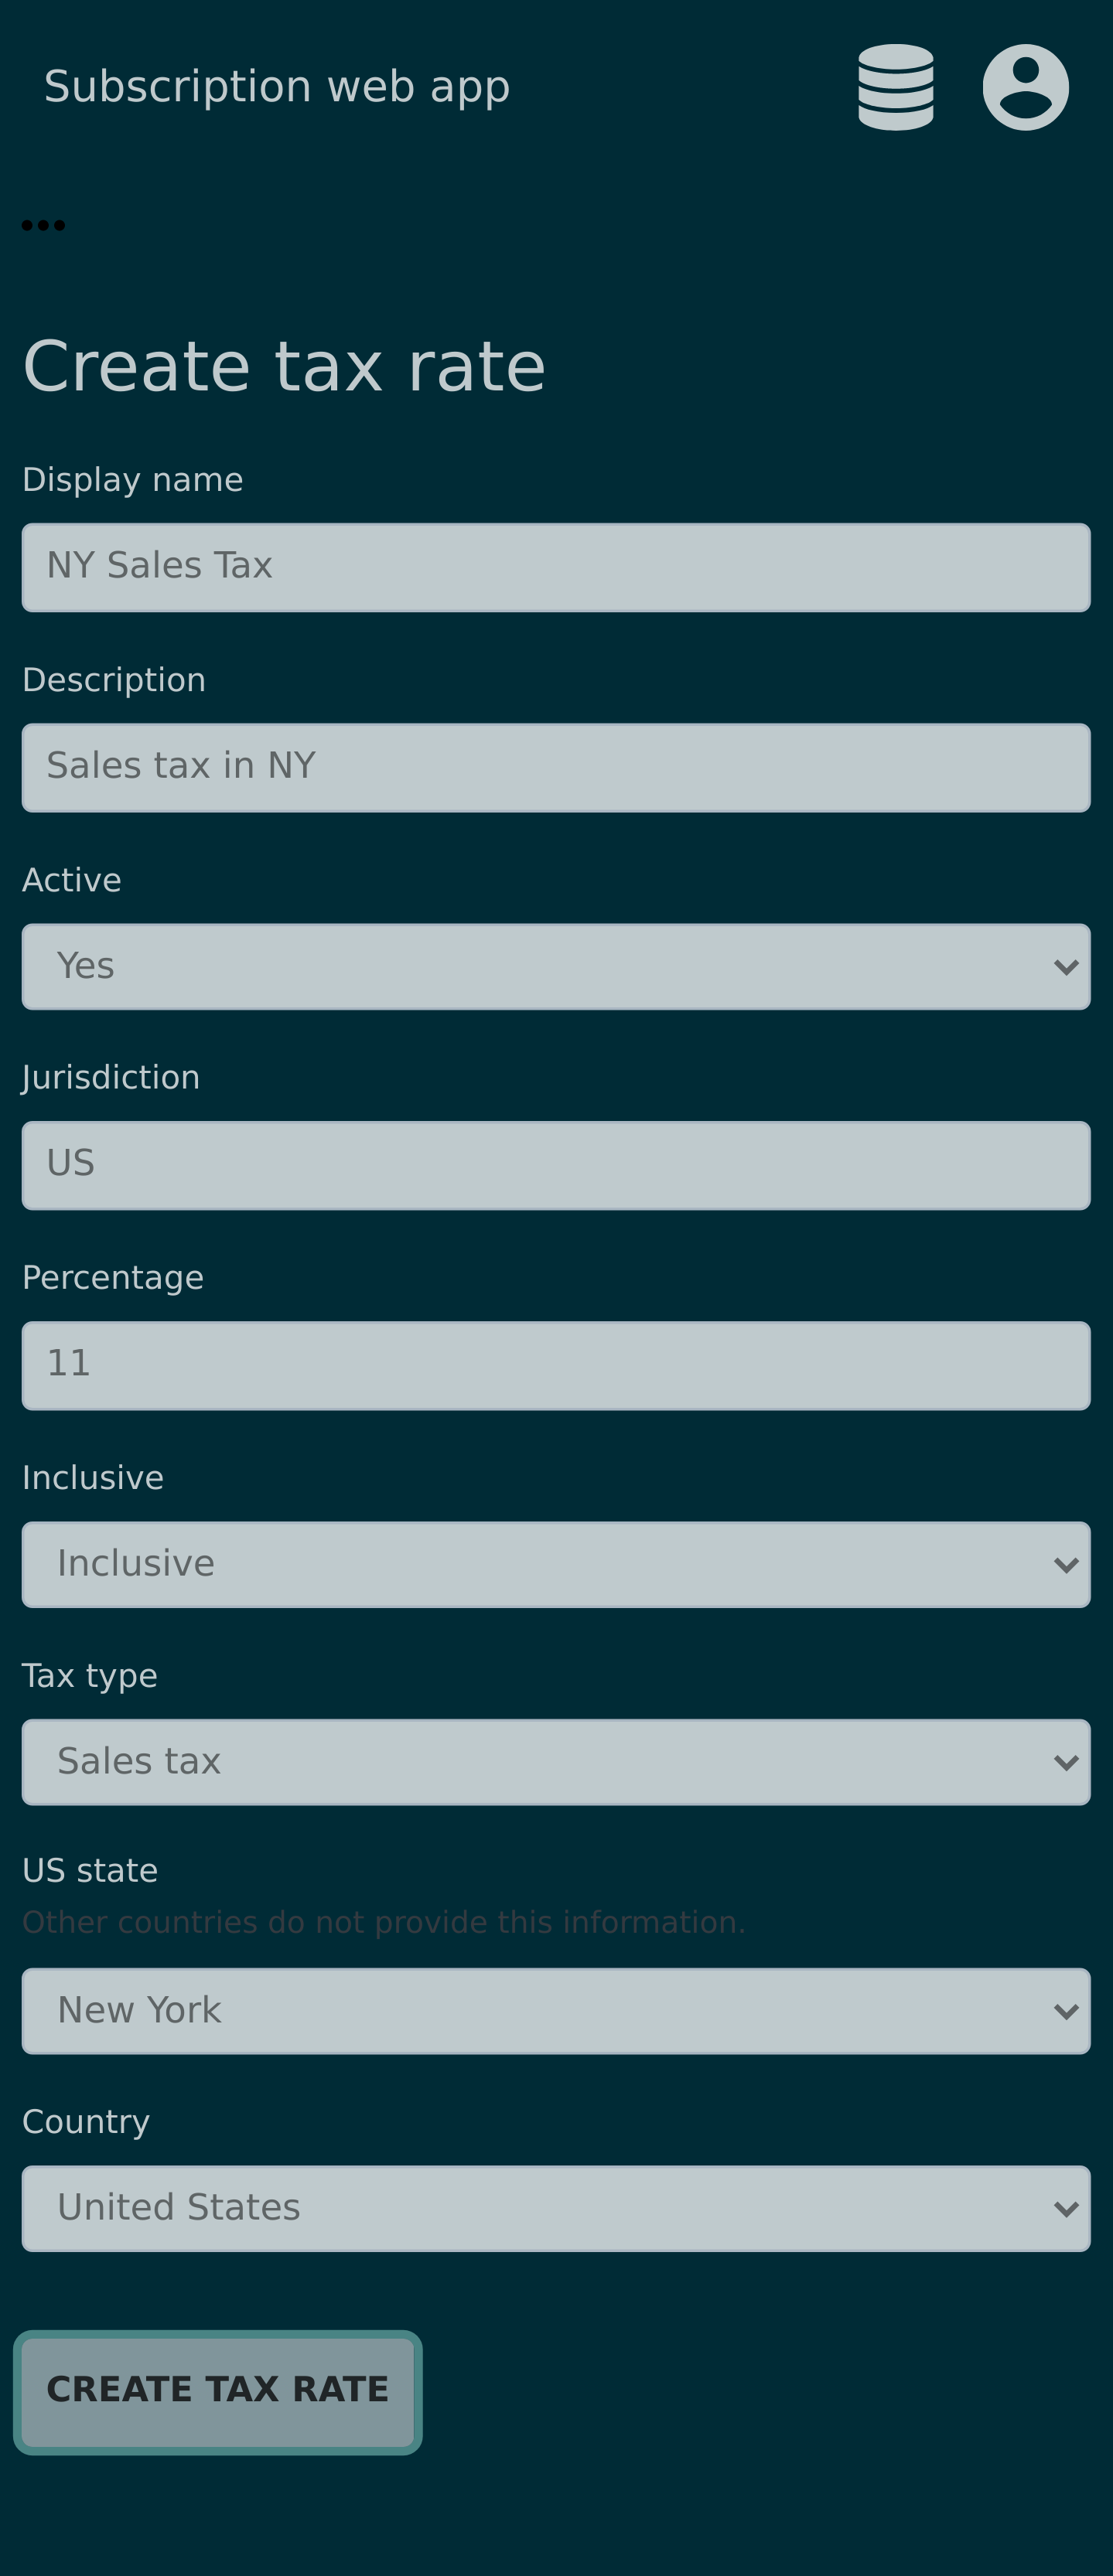 Subscription web app
Create tax rate
Display name
NY Sales Tax
Description
Sales tax in NY
Active
Yes
Jurisdiction
US
Percentage
11
Inclusive
Inclusive
Tax type
Sales tax
US state
Other countries do not provide this information.
New York
Country
United States
CREATE TAX RATE